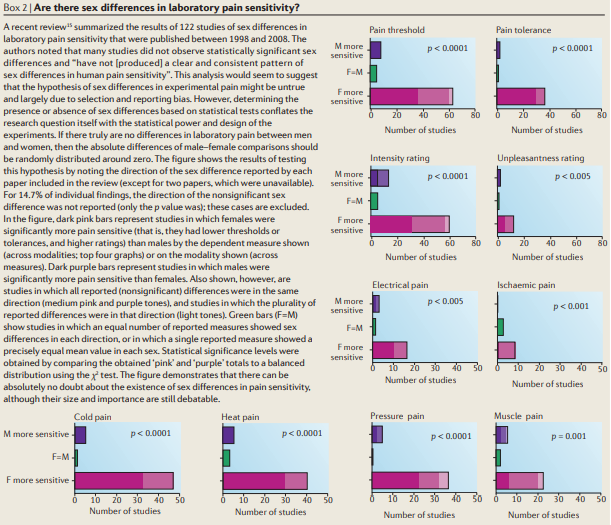 Box 2 | Are there sex differences in laboratory pain sensitivity?
A recent review¹⁵ summarized the results of 122 studies of sex differences in
laboratory pain sensitivity that were published between 1998 and 2008. The
authors noted that many studies did not observe statistically significant sex
differences and “have not [produced] a clear and consistent pattern of
sex differences in human pain sensitivity”. This analysis would seem to suggest
that the hypothesis of sex differences in experimental pain might be untrue
and largely due to selection and reporting bias. However, determining the
presence or absence of sex differences based on statistical tests conflates the
research question itself with the statistical power and design of the
experiments. If there truly are no differences in laboratory pain between men
and women, then the absolute differences of male–female comparisons should
be randomly distributed around zero. The figure shows the results of testing
this hypothesis by noting the direction of the sex difference reported by each
paper included in the review (except for two papers, which were unavailable).
For 14.7% of individual findings, the direction of the nonsignificant sex
difference was not reported (only the p value was); these cases are excluded.
In the figure, dark pink bars represent studies in which females were
significantly more pain sensitive (that is, they had lower thresholds or
tolerances, and higher ratings) than males by the dependent measure shown
(across modalities; top four graphs) or on the modality shown (across
measures). Dark purple bars represent studies in which males were
significantly more pain sensitive than females. Also shown, however, are
studies in which all reported (nonsignificant) differences were in the same
direction (medium pink and purple tones), and studies in which the plurality of
reported differences were in that direction (light tones). Green bars (F=M)
show studies in which an equal number of reported measures showed sex
differences in each direction, or in which a single reported measure showed a
precisely equal mean value in each sex. Statistical significance levels were
obtained by comparing the obtained ‘pink’ and ‘purple’ totals to a balanced
distribution using the χ² test. The figure demonstrates that there can be
absolutely no doubt about the existence of sex differences in pain sensitivity,
although their size and importance are still debatable.
Pain threshold
M more
sensitive
F=M
F more
sensitive
p < 0.0001
0 20 40 60 80
Number of studies
Pain tolerance
p < 0.0001
0 20 40 60 80
Number of studies
Intensity rating
M more
sensitive
F=M
F more
sensitive
p < 0.0001
0 20 40 60 80
Number of studies
Unpleasantness rating
p < 0.005
0 20 40 60 80
Number of studies
Electrical pain
M more
sensitive
F=M
F more
sensitive
p < 0.005
0 10 20 30 40 50
Number of studies
Ischaemic pain
p < 0.001
0 10 20 30 40 50
Number of studies
Cold pain
M more sensitive
F=M
F more sensitive
p < 0.0001
0 10 20 30 40 50
Number of studies
Heat pain
p < 0.0001
0 10 20 30 40 50
Number of studies
Pressure pain
p < 0.0001
0 10 20 30 40 50
Number of studies
Muscle pain
p = 0.001
0 10 20 30 40 50
Number of studies